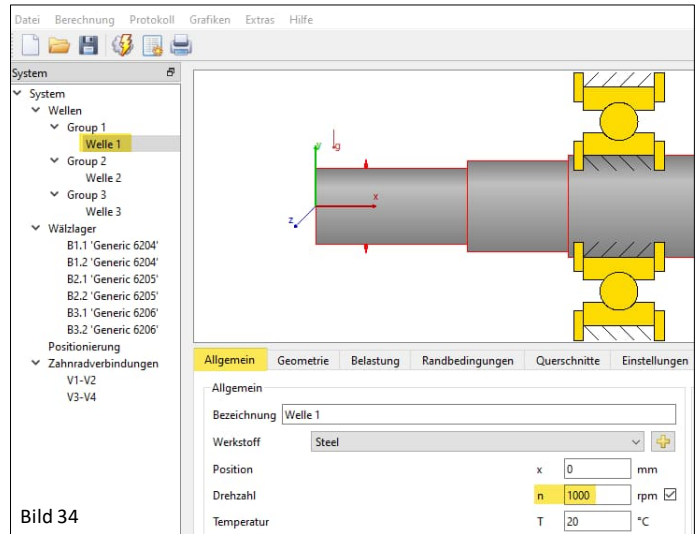 Datei Berechnung Protokoll Grafiken Extras Hilfe
System
System
Wellen
Group 1
Welle 1
Group 2
Welle 2
Group 3
Welle 3
Wälzlager
B1.1 'Generic 6204'
B1.2 'Generic 6204'
B2.1 'Generic 6205'
B2.2 'Generic 6205'
B3.1 'Generic 6206'
B3.2 'Generic 6206'
Positionierung
Zahnradverbindungen
V1-V2
V3-V4
Bild 34
y g
x
z
Allgemein Geometrie Belastung Randbedingungen Querschnitte Einstellungen
Allgemein
Bezeichnung Welle 1
Werkstoff Steel
Position x 0 mm
Drehzahl n 1000 rpm
Temperatur T 20 °C